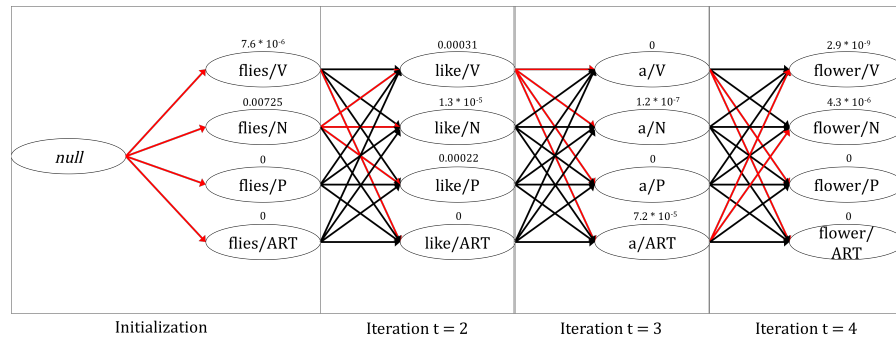 7.6 * 10-6
0.00031
0
2.9 * 10-9
flies/V
like/V
a/V
flower/V
0.00725
1.3 * 10-5
1.2 * 10-7
4.3 * 10-6
flies/N
like/N
a/N
flower/N
null
0
0.00022
0
0
flies/P
like/P
a/P
flower/P
0
0
7.2 * 10-5
0
flies/ART
like/ART
a/ART
flower/
ART
Initialization
Iteration t = 2
Iteration t = 3
Iteration t = 4